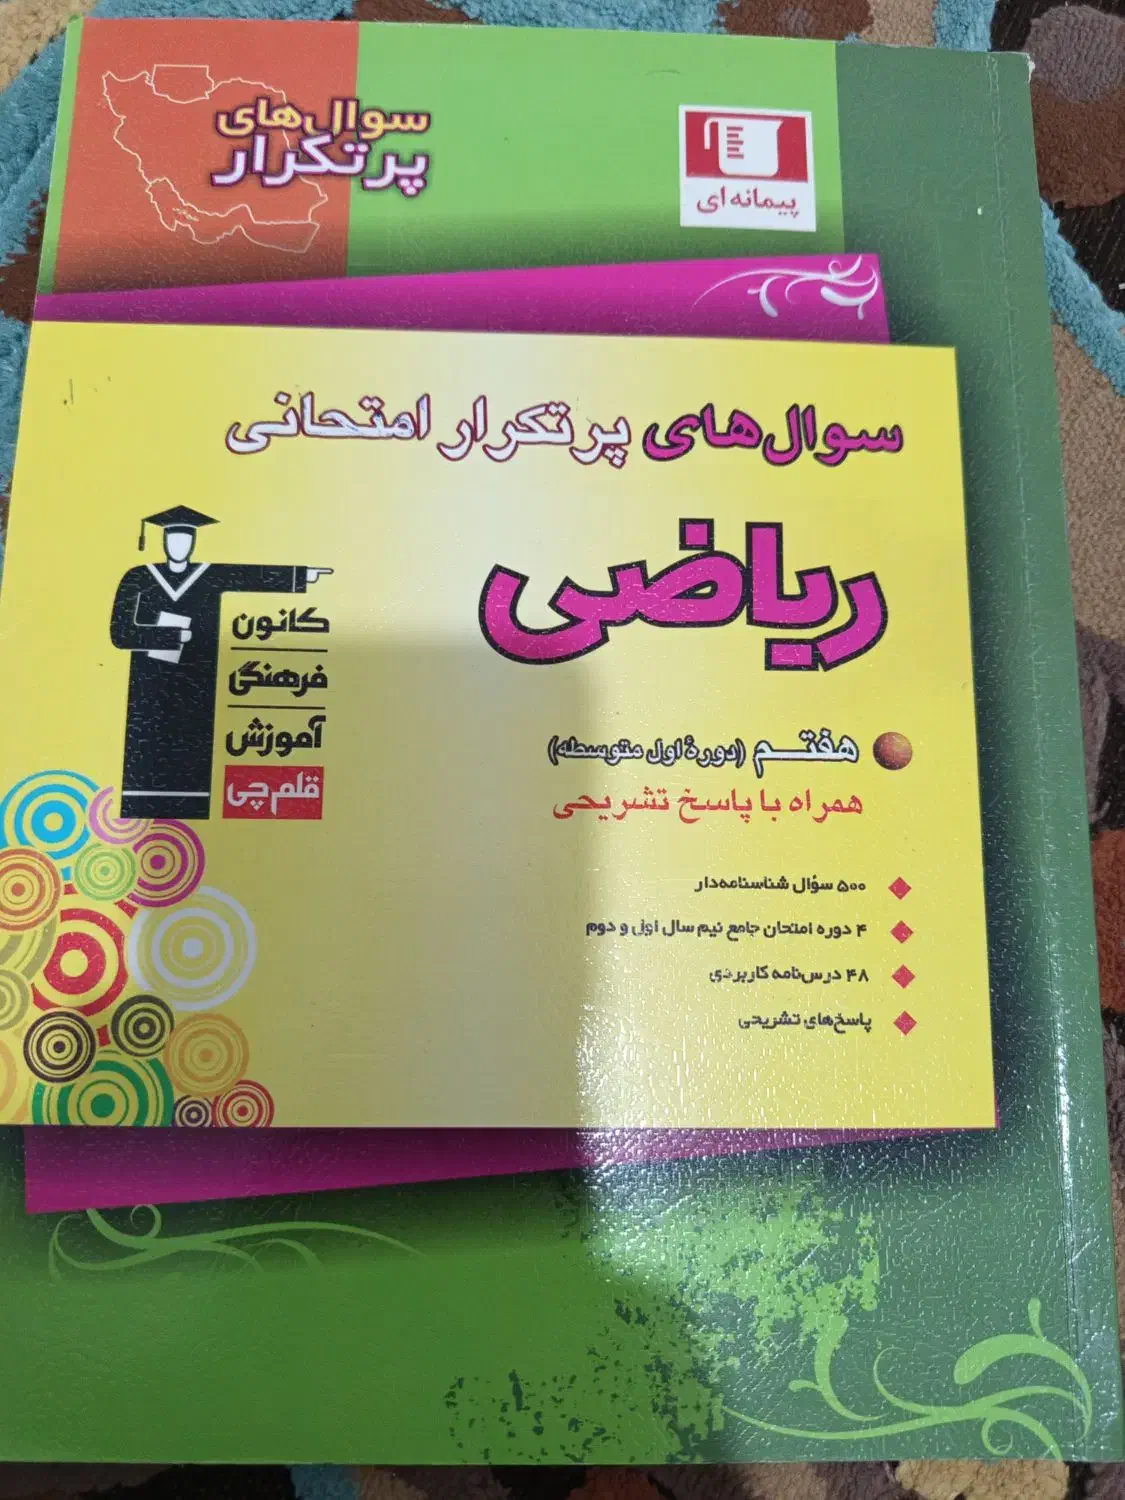 سوال‌های
پرتکرار
پیمانه‌ای
سوال‌های پرتکرار امتحانی
ریاضی
کانون
فرهنگی
آموزش
قلم‌چی
هفتم (دورهٔ اول متوسطه)
همراه با پاسخ تشریحی
۵۰۰ سؤال شناسنامه‌دار
۴ دوره امتحان جامع نیم سال اول و دوم
۴۸ درس‌نامه کاربردی
پاسخ‌های تشریحی